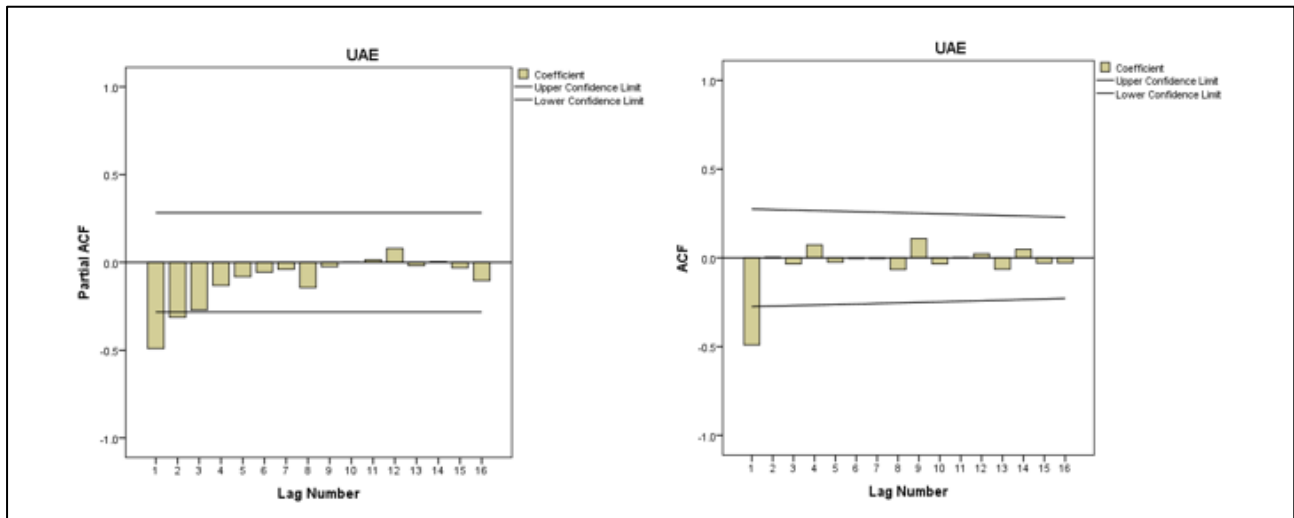 UAE
Coefficient
Upper Confidence Limit
Lower Confidence Limit
1.0
0.5
0.0
-0.5
-1.0
Partial ACF
1 2 3 4 5 6 7 8 9 10 11 12 13 14 15 16
Lag Number
UAE
Coefficient
Upper Confidence Limit
Lower Confidence Limit
1.0
0.5
0.0
-0.5
-1.0
ACF
1 2 3 4 5 6 7 8 9 10 11 12 13 14 15 16
Lag Number